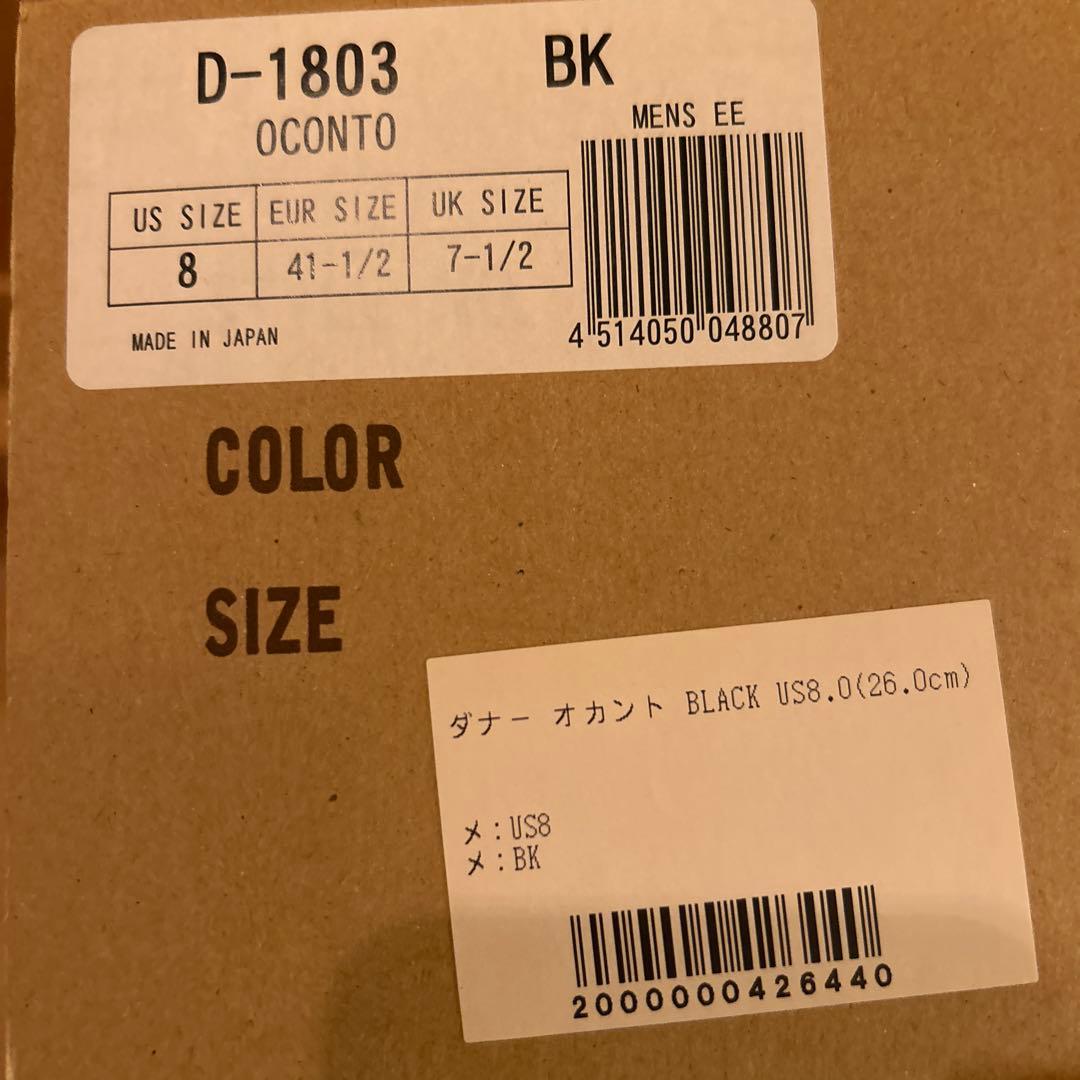 D-1803 BK
OCONTO
MENS EE
US SIZE EUR SIZE UK SIZE
8 41-1/2 7-1/2
MADE IN JAPAN
4 514050 048807
COLOR
SIZE
ダナー オカント BLACK US8.0(26.0cm)
メ:US8
メ:BK
2000000426440